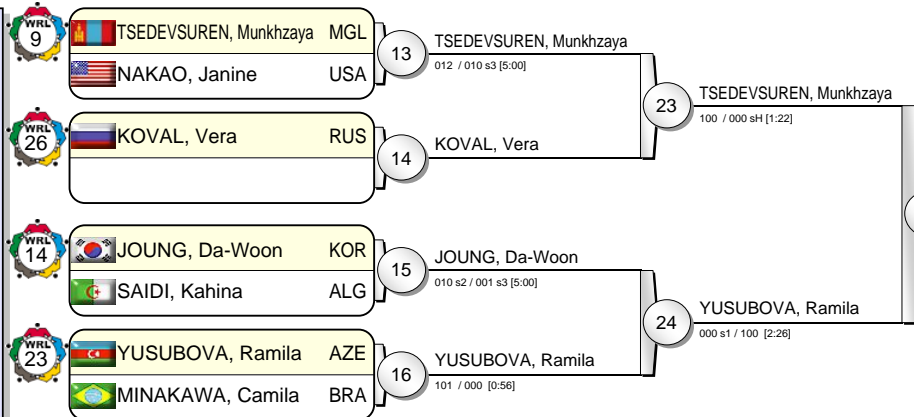 WRL
9
TSEDEVSUREN, Munkhzaya MGL
NAKAO, Janine USA
13
TSEDEVSUREN, Munkhzaya
012 / 010 s3 [5:00]
WRL
26
KOVAL, Vera RUS
14
KOVAL, Vera
23
TSEDEVSUREN, Munkhzaya
100 / 000 sH [1:22]
WRL
14
JOUNG, Da-Woon KOR
SAIDI, Kahina ALG
15
JOUNG, Da-Woon
010 s2 / 001 s3 [5:00]
WRL
23
YUSUBOVA, Ramila AZE
MINAKAWA, Camila BRA
16
YUSUBOVA, Ramila
101 / 000 [0:56]
24
YUSUBOVA, Ramila
000 s1 / 100 [2:26]